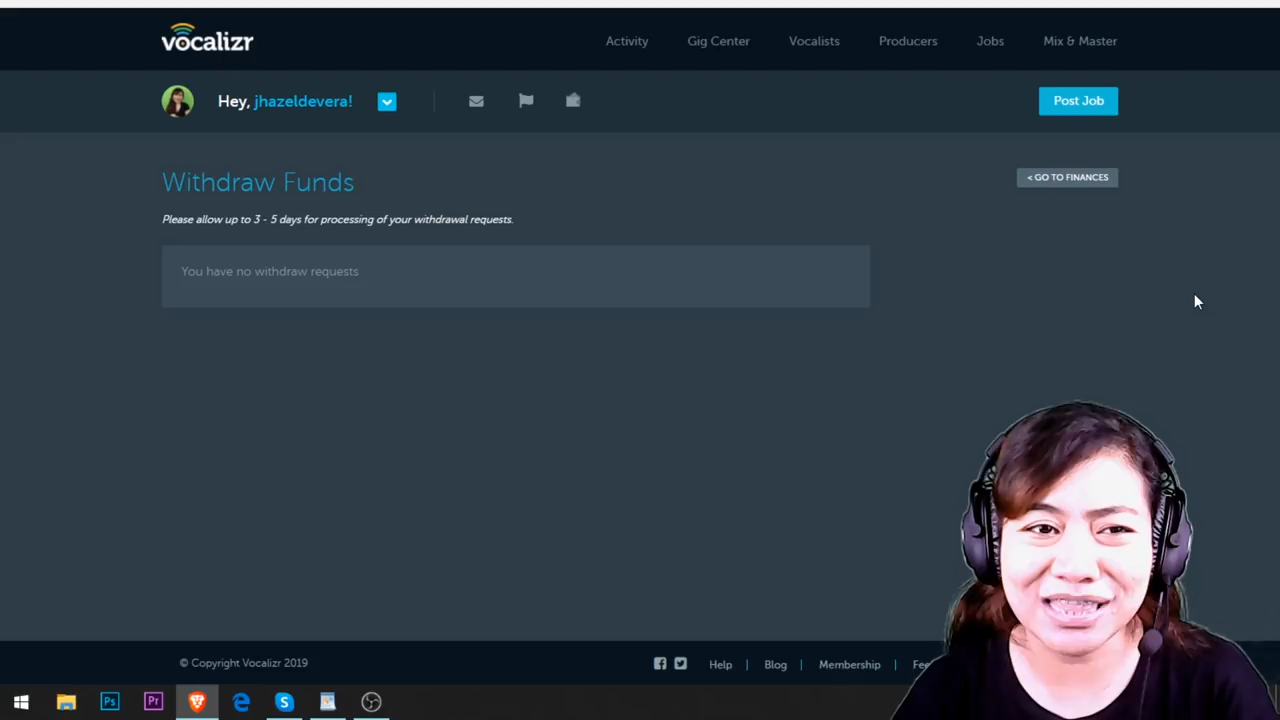 vocalizr
Activity
Gig Center
Vocalists
Producers
Jobs
Mix & Master
Hey, jhazeldevera!
Post Job
Withdraw Funds
< GO TO FINANCES
Please allow up to 3 - 5 days for processing of your withdrawal requests.
You have no withdraw requests
© Copyright Vocalizr 2019
Help | Blog | Membership |
Ps
Pr